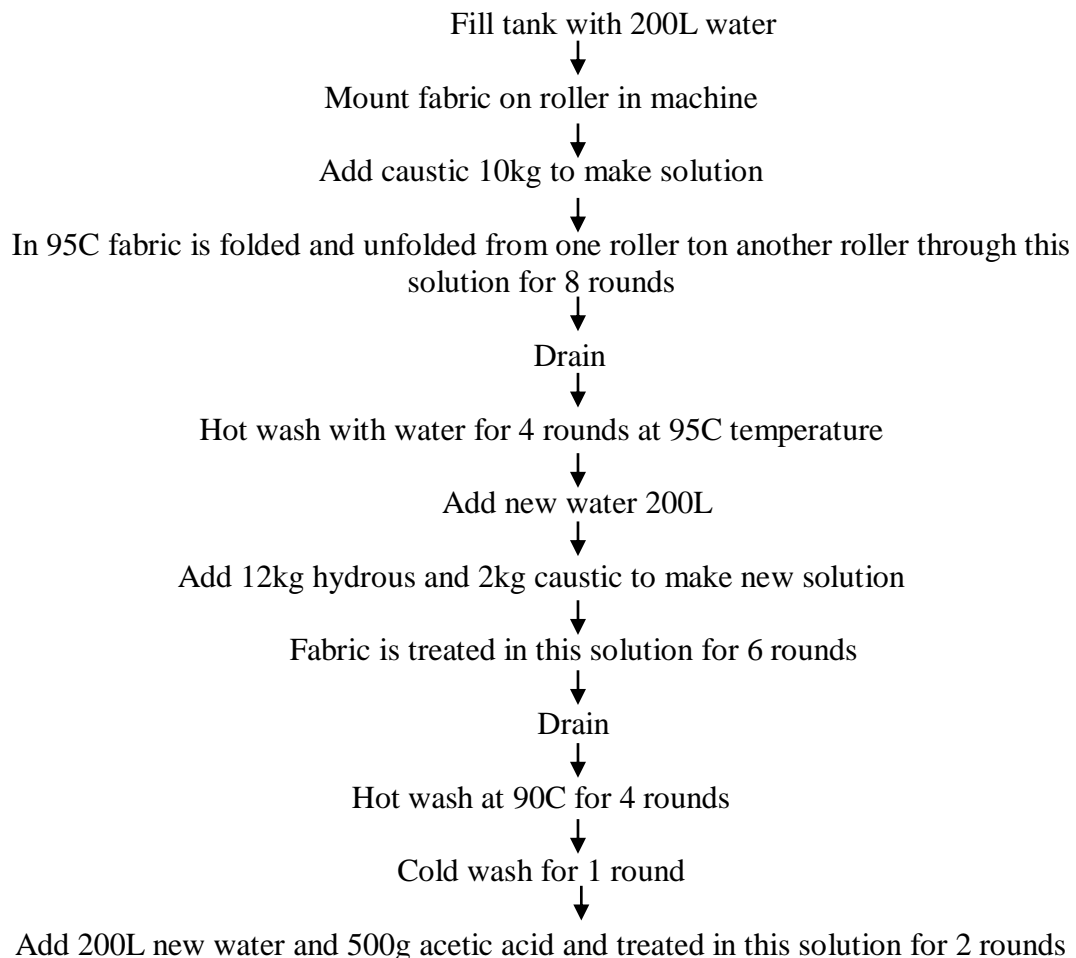 Fill tank with 200L water
Mount fabric on roller in machine
Add caustic 10kg to make solution
In 95C fabric is folded and unfolded from one roller ton another roller through this
solution for 8 rounds
Drain
Hot wash with water for 4 rounds at 95C temperature
Add new water 200L
Add 12kg hydrous and 2kg caustic to make new solution
Fabric is treated in this solution for 6 rounds
Drain
Hot wash at 90C for 4 rounds
Cold wash for 1 round
Add 200L new water and 500g acetic acid and treated in this solution for 2 rounds